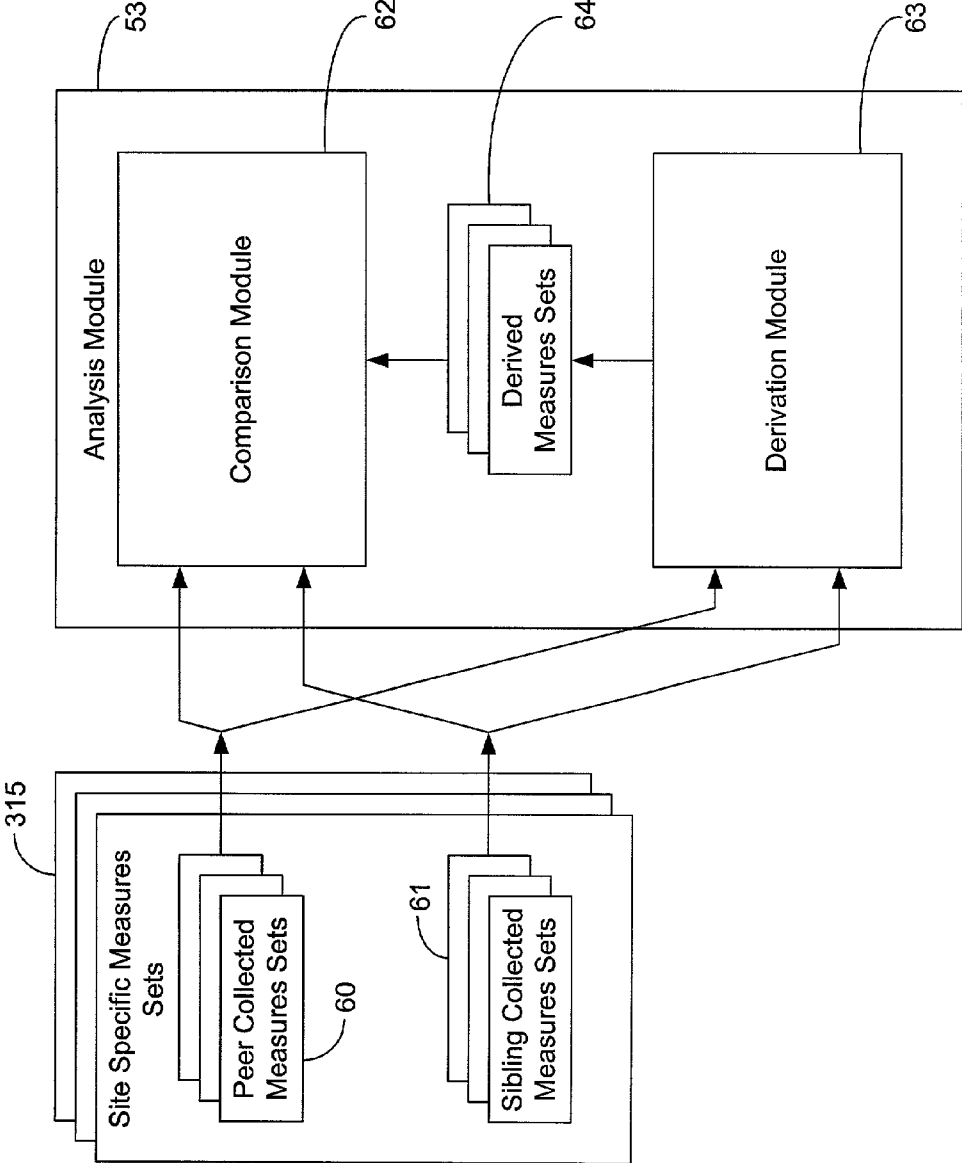 315
Site Specific Measures
Sets
Peer Collected
Measures Sets
60
61
Sibling Collected
Measures Sets
53
Analysis Module
Comparison Module
62
Derived
Measures Sets
64
Derivation Module
63